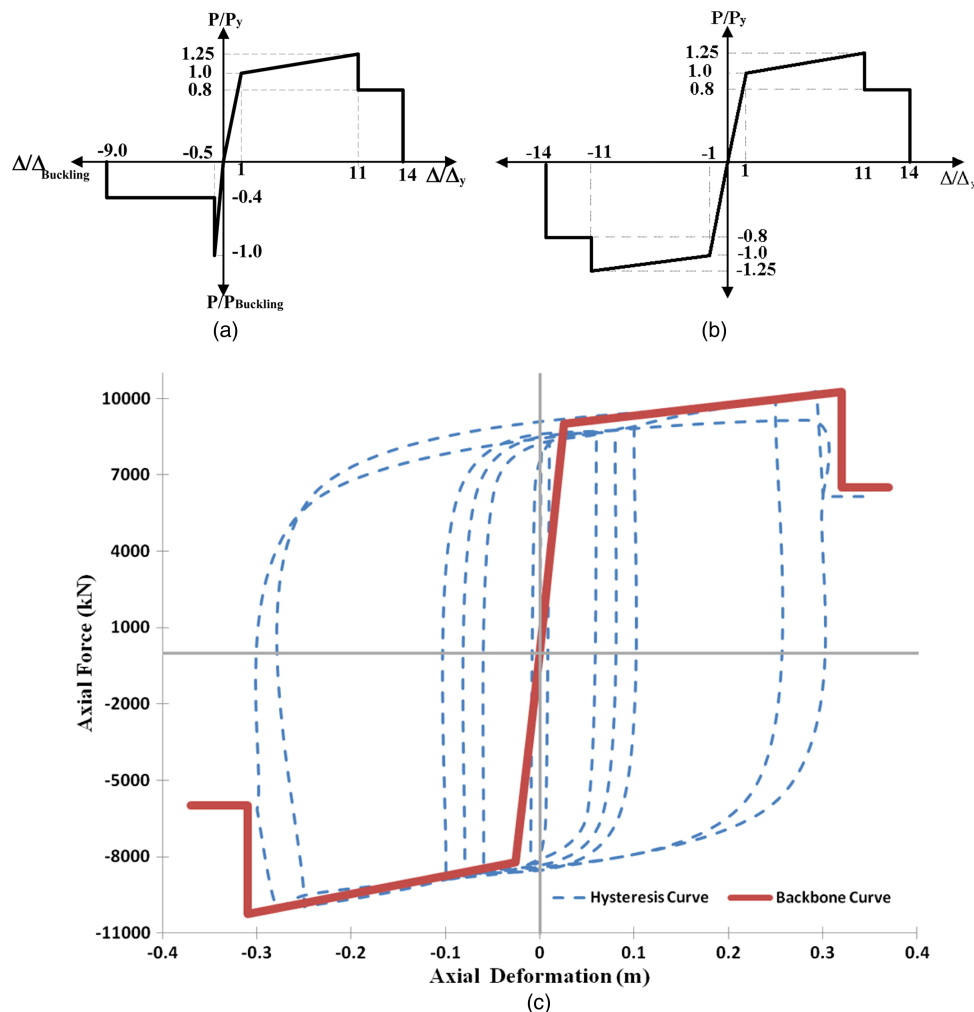 P/Py
1.25
1.0
0.8
-9.0
-0.5
Δ/ΔBuckling
1
11
14
Δ/Δy
-0.4
-1.0
P/PBuckling
(a)
P/Py
1.25
1.0
0.8
-14
-11
-1
1
11
14
Δ/Δy
-0.8
-1.0
-1.25
(b)
10000
7000
4000
1000
-2000
-5000
-8000
-11000
Axial Force (kN)
Hysteresis Curve
Backbone Curve
-0.4 -0.3 -0.2 -0.1 0 0.1 0.2 0.3 0.4
Axial Deformation (m)
(c)